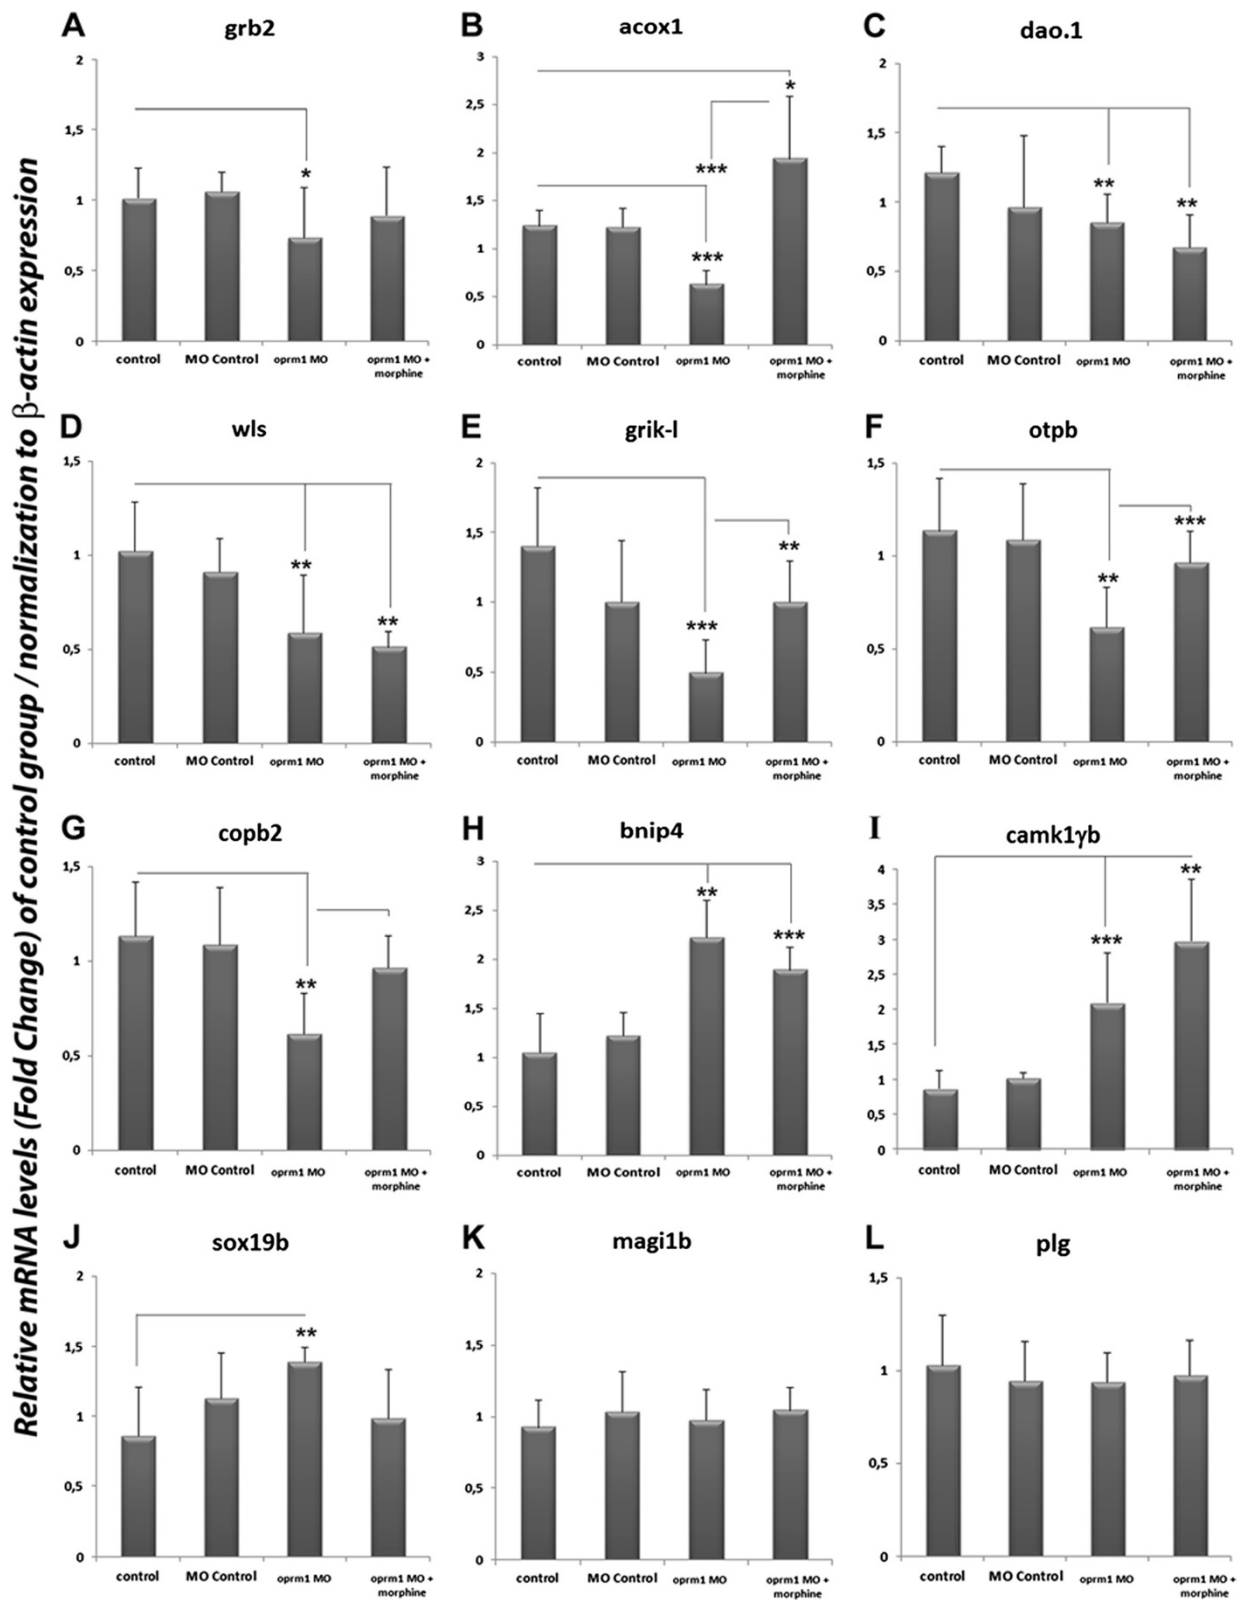 Relative mRNA levels (Fold Change) of control group / normalization to β-actin expression
A
grb2
2
1,5
1
0,5
0
*
control MO Control oprm1 MO oprm1 MO +
morphine
B
acox1
3
2,5
2
1,5
1
0,5
0
*
***
***
control MO Control oprm1 MO oprm1 MO +
morphine
C
dao.1
2
1,5
1
0,5
0
**
**
control MO Control oprm1 MO oprm1 MO +
morphine
D
wls
1,5
1
0,5
0
**
**
control MO Control oprm1 MO oprm1 MO +
morphine
E
grik-l
2
1,5
1
0,5
0
**
***
control MO Control oprm1 MO oprm1 MO +
morphine
F
otpb
1,5
1
0,5
0
***
**
control MO Control oprm1 MO oprm1 MO +
morphine
G
copb2
1,5
1
0,5
0
**
control MO Control oprm1 MO oprm1 MO +
morphine
H
bnip4
3
2,5
2
1,5
1
0,5
0
**
***
control MO Control oprm1 MO oprm1 MO +
morphine
I
camk1γb
4
3,5
3
2,5
2
1,5
1
0,5
0
**
***
control MO Control oprm1 MO oprm1 MO +
morphine
J
sox19b
2
1,5
1
0,5
0
**
control MO Control oprm1 MO oprm1 MO +
morphine
K
magi1b
2
1,5
1
0,5
0
control MO Control oprm1 MO oprm1 MO +
morphine
L
plg
1,5
1
0,5
0
control MO Control oprm1 MO oprm1 MO +
morphine